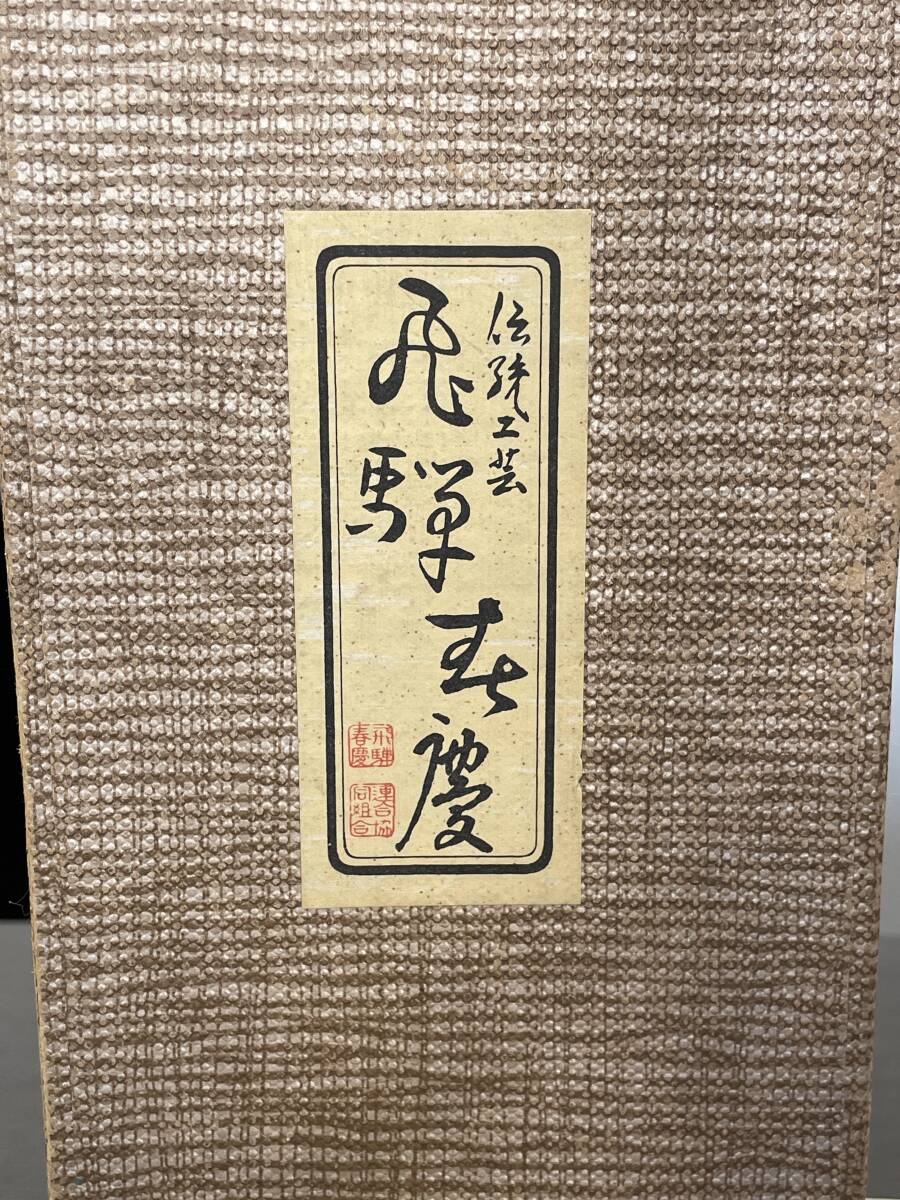 伝統工芸
飛騨春慶
飛騨
春慶
連合協
同組合